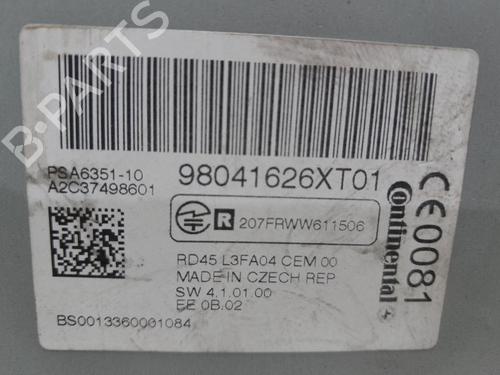 B-PARTS
PSA6351-10
A2C37498601
98041626XT01
R 207FRWW611506
RD45 L3FA04 CEM 00
MADE IN CZECH REP
SW 4.1.01.00
EE 0B.02
BS0013360001084
CE0081
Continental